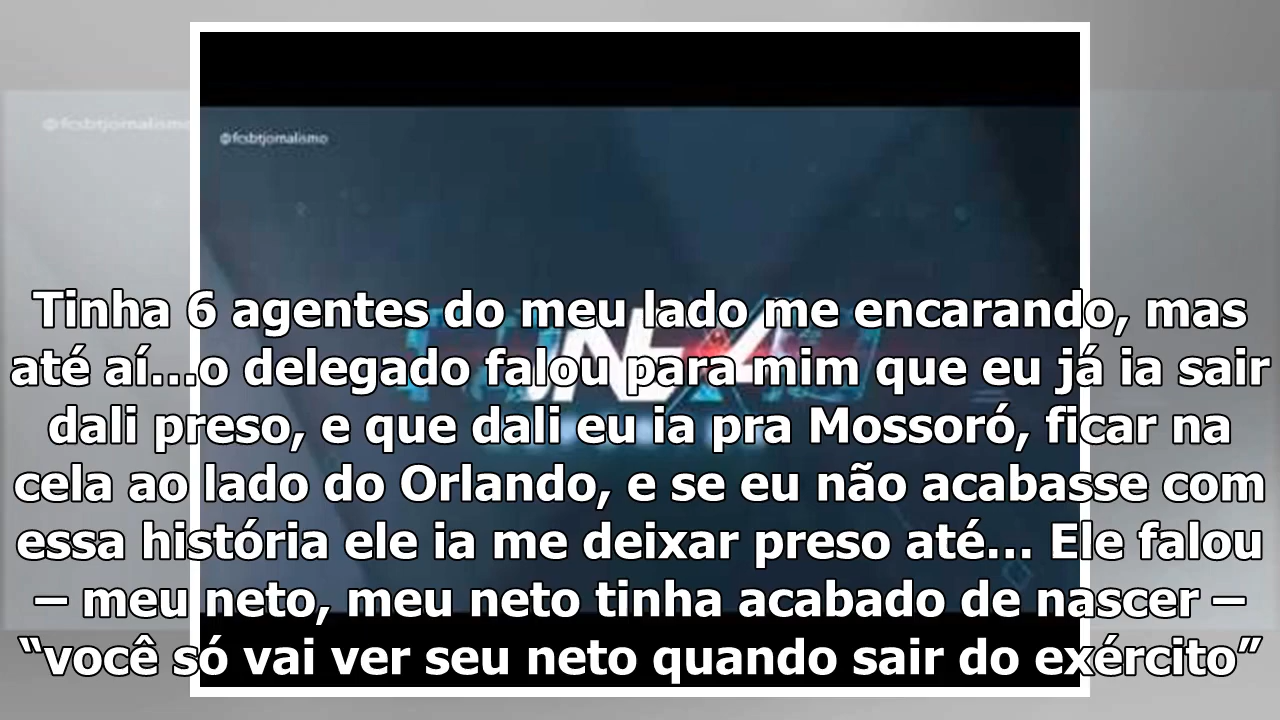 @fcsbtjornalismo
@fcsbtjornalismo
Tinha 6 agentes do meu lado me encarando, mas
até aí...o delegado falou para mim que eu já ia sair
dali preso, e que dali eu ia pra Mossoró, ficar na
cela ao lado do Orlando, e se eu não acabasse com
essa história ele ia me deixar preso até... Ele falou
– meu neto, meu neto tinha acabado de nascer –
“você só vai ver seu neto quando sair do exército”